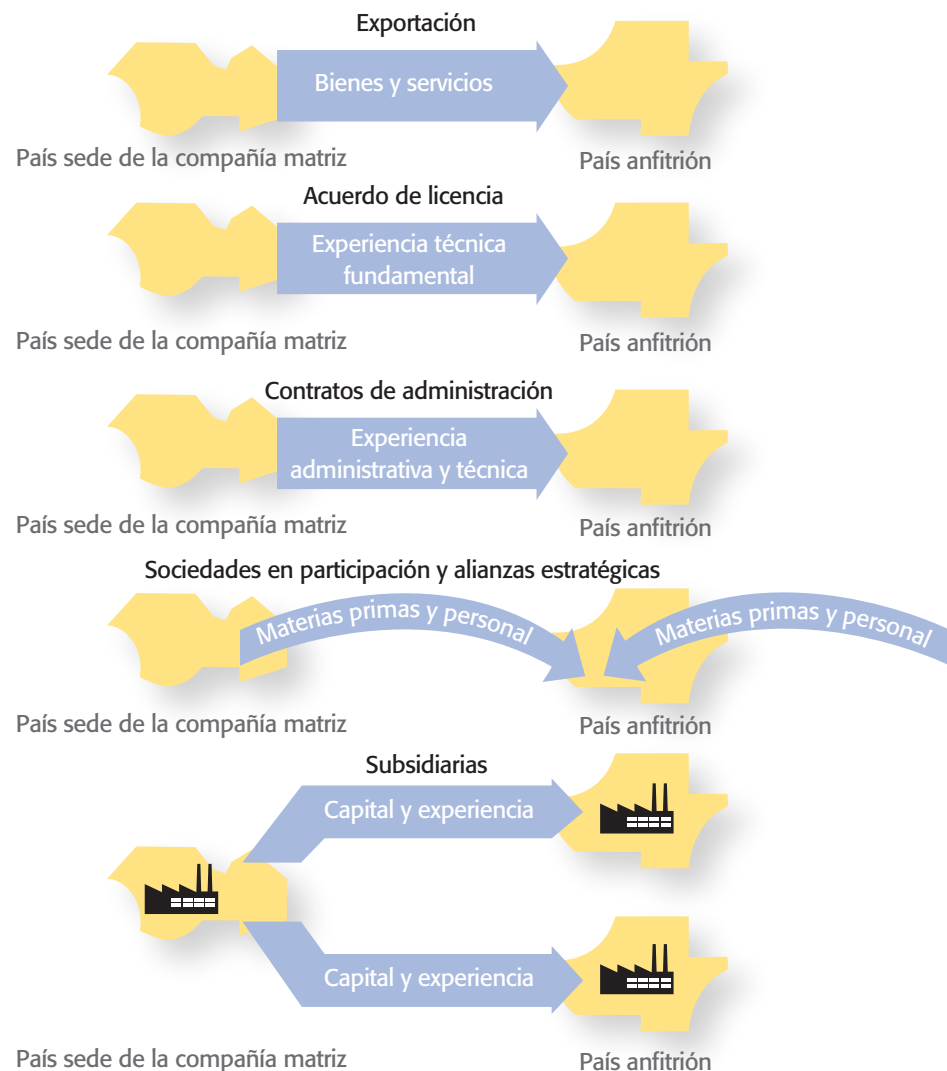 Exportación
Bienes y servicios
País sede de la compañía matriz
País anfitrión
Acuerdo de licencia
Experiencia técnica
fundamental
País sede de la compañía matriz
País anfitrión
Contratos de administración
Experiencia
administrativa y técnica
País sede de la compañía matriz
País anfitrión
Sociedades en participación y alianzas estratégicas
Materias primas y personal
Materias primas y personal
País sede de la compañía matriz
País anfitrión
Subsidiarias
Capital y experiencia
Capital y experiencia
País sede de la compañía matriz
País anfitrión